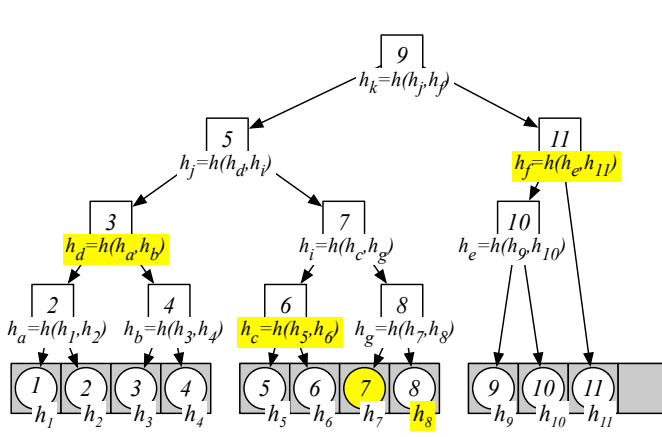 9
h_k=h(h_j,h_f)
5
11
h_j=h(h_d,h_i)
h_f=h(h_e,h_11)
3
7
10
h_d=h(h_a,h_b)
h_i=h(h_c,h_g)
h_e=h(h_9,h_10)
2
4
6
8
h_a=h(h_1,h_2)
h_b=h(h_3,h_4)
h_c=h(h_5,h_6)
h_g=h(h_7,h_8)
1 2 3 4 5 6 7 8 9 10 11
h_1 h_2 h_3 h_4 h_5 h_6 h_7 h_8 h_9 h_10 h_11